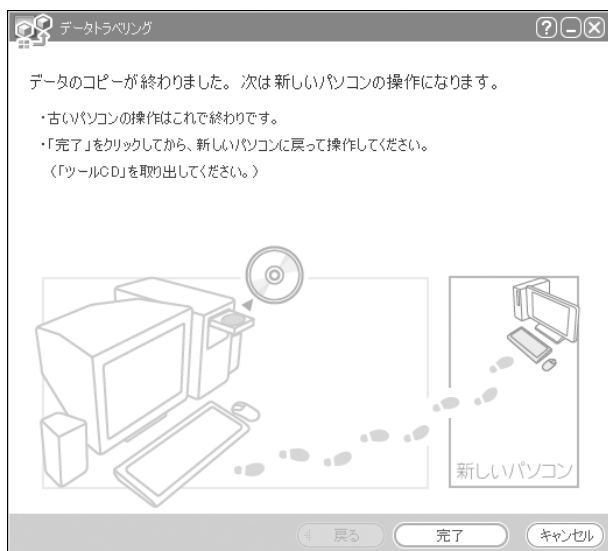 データトラベリング
データのコピーが終わりました。次は新しいパソコンの操作になります。
・古いパソコンの操作はこれで終わりです。
・「完了」をクリックしてから、新しいパソコンに戻って操作してください。
(「ツールCD」を取り出してください。)
新しいパソコン
戻る
完了
キャンセル